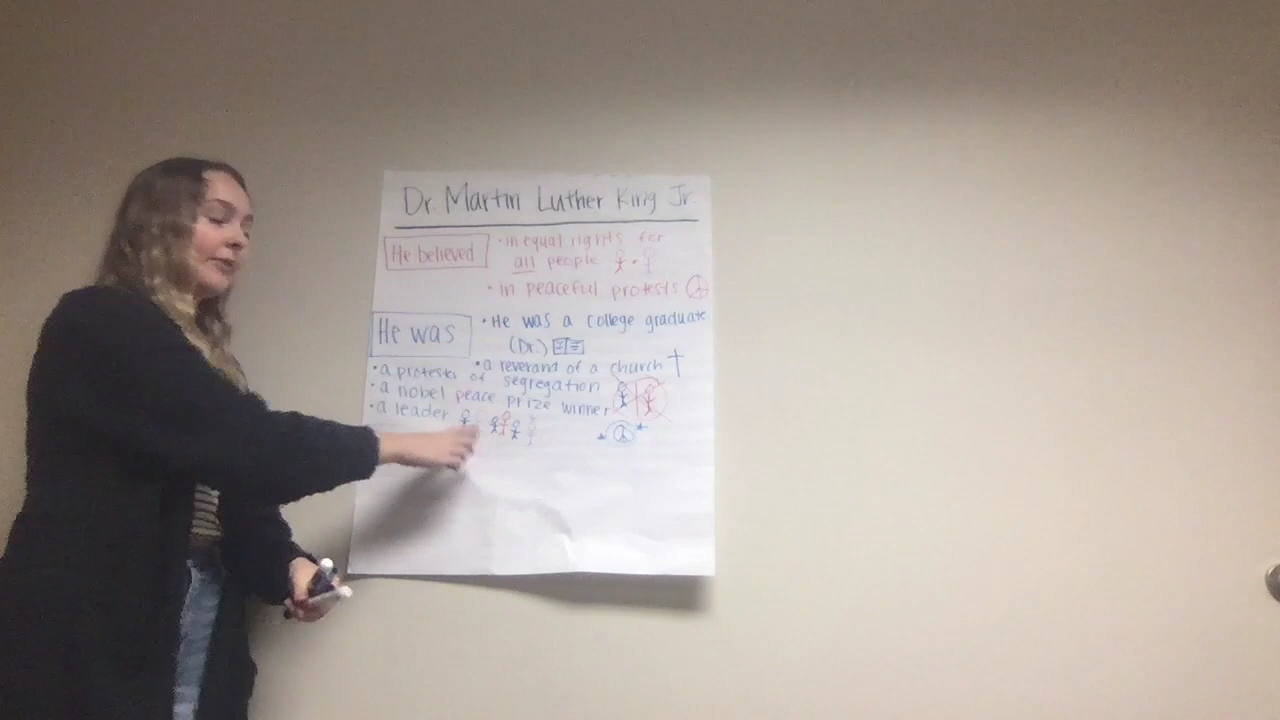 Dr. Martin Luther King Jr.
He believed
• in equal rights for
all people
• in peaceful protests
He was
• He was a college graduate
(Dr.)
• a reverand of a church
• a protester of segregation
• a nobel peace prize winner
• a leader